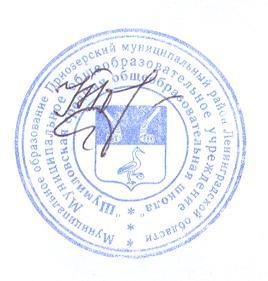 Муниципальное образование Приозерский муниципальный район Ленинградской области
Муниципальное общеобразовательное учреждение
"Шумиловская общеобразовательная школа"